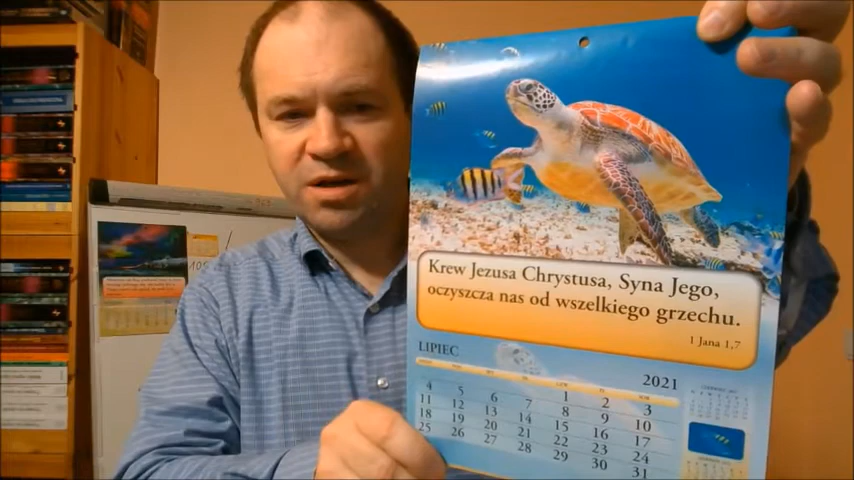 Krew Jezusa Chrystusa, Syna Jego,
oczyszcza nas od wszelkiego grzechu.
1 Jana 1,7
LIPIEC 2021
1 2 3
4 5 6 7 8 9 10
11 12 13 14 15 16 17
18 19 20 21 22 23 24
25 26 27 28 29 30 31